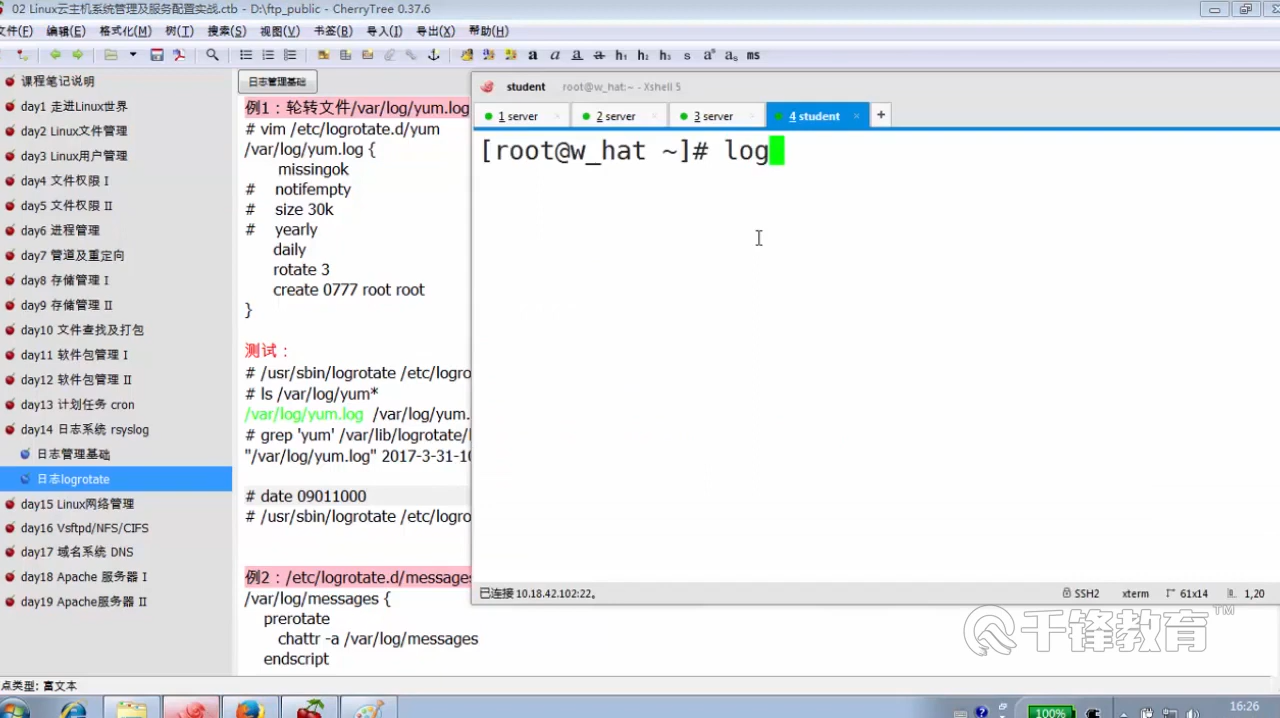 02 Linux云主机系统管理及服务配置实战.ctb - D:\ftp_public - CherryTree 0.37.6
文件(F) 编辑(E) 格式化(M) 树(T) 搜索(S) 视图(V) 书签(B) 导入(I) 导出(X) 帮助(H)
a a a a h₁ h₂ h₃ s aˢ aₛ ms
课程笔记说明
day1 走进Linux世界
day2 Linux文件管理
day3 Linux用户管理
day4 文件权限 I
day5 文件权限 II
day6 进程管理
day7 管道及重定向
day8 存储管理 I
day9 存储管理 II
day10 文件查找及打包
day11 软件包管理 I
day12 软件包管理 II
day13 计划任务 cron
day14 日志系统 rsyslog
日志管理基础
日志logrotate
day15 Linux网络管理
day16 Vsftpd/NFS/CIFS
day17 域名系统 DNS
day18 Apache 服务器 I
day19 Apache服务器 II
日志管理基础
例1：轮转文件/var/log/yum.log
# vim /etc/logrotate.d/yum
/var/log/yum.log {
missingok
# notifempty
# size 30k
# yearly
daily
rotate 3
create 0777 root root
}
测试：
# /usr/sbin/logrotate /etc/logro
# ls /var/log/yum*
/var/log/yum.log /var/log/yum.
# grep 'yum' /var/lib/logrotate/
"/var/log/yum.log" 2017-3-31-10
# date 09011000
# /usr/sbin/logrotate /etc/logro
例2：/etc/logrotate.d/messages
/var/log/messages {
prerotate
chattr -a /var/log/messages
endscript
student root@w_hat:~ - Xshell 5
1 server × 2 server × 3 server × 4 student × +
[root@w_hat ~]# log
已连接 10.18.42.102:22。 SSH2 xterm 61x14 1,20
千锋教育™
点类型: 富文本
100% 16:26